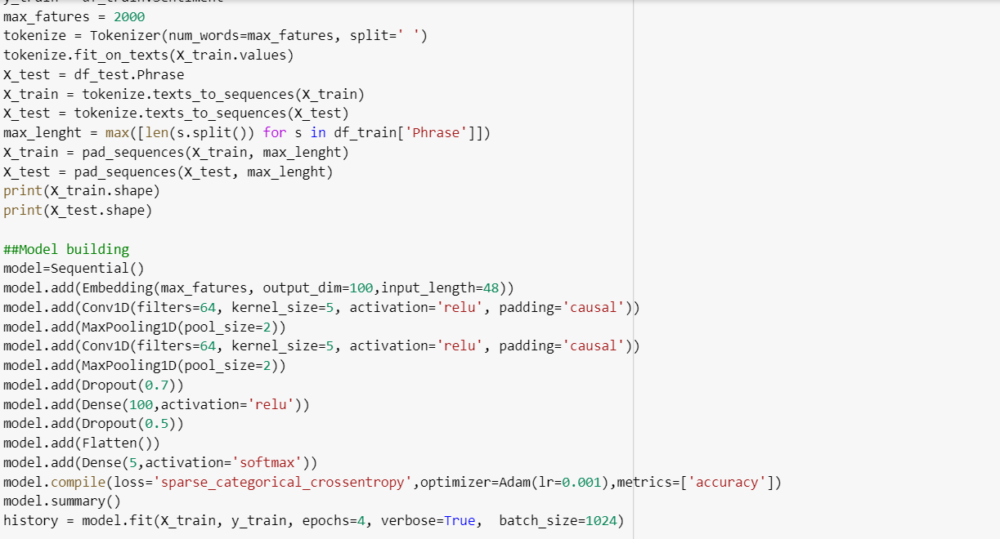 max_fatures = 2000
tokenize = Tokenizer(num_words=max_fatures, split=' ')
tokenize.fit_on_texts(X_train.values)
X_test = df_test.Phrase
X_train = tokenize.texts_to_sequences(X_train)
X_test = tokenize.texts_to_sequences(X_test)
max_lenght = max([len(s.split()) for s in df_train['Phrase']])
X_train = pad_sequences(X_train, max_lenght)
X_test = pad_sequences(X_test, max_lenght)
print(X_train.shape)
print(X_test.shape)
##Model building
model=Sequential()
model.add(Embedding(max_fatures, output_dim=100,input_length=48))
model.add(Conv1D(filters=64, kernel_size=5, activation='relu', padding='causal'))
model.add(MaxPooling1D(pool_size=2))
model.add(Conv1D(filters=64, kernel_size=5, activation='relu', padding='causal'))
model.add(MaxPooling1D(pool_size=2))
model.add(Dropout(0.7))
model.add(Dense(100,activation='relu'))
model.add(Dropout(0.5))
model.add(Flatten())
model.add(Dense(5,activation='softmax'))
model.compile(loss='sparse_categorical_crossentropy',optimizer=Adam(lr=0.001),metrics=['accuracy'])
model.summary()
history = model.fit(X_train, y_train, epochs=4, verbose=True,  batch_size=1024)